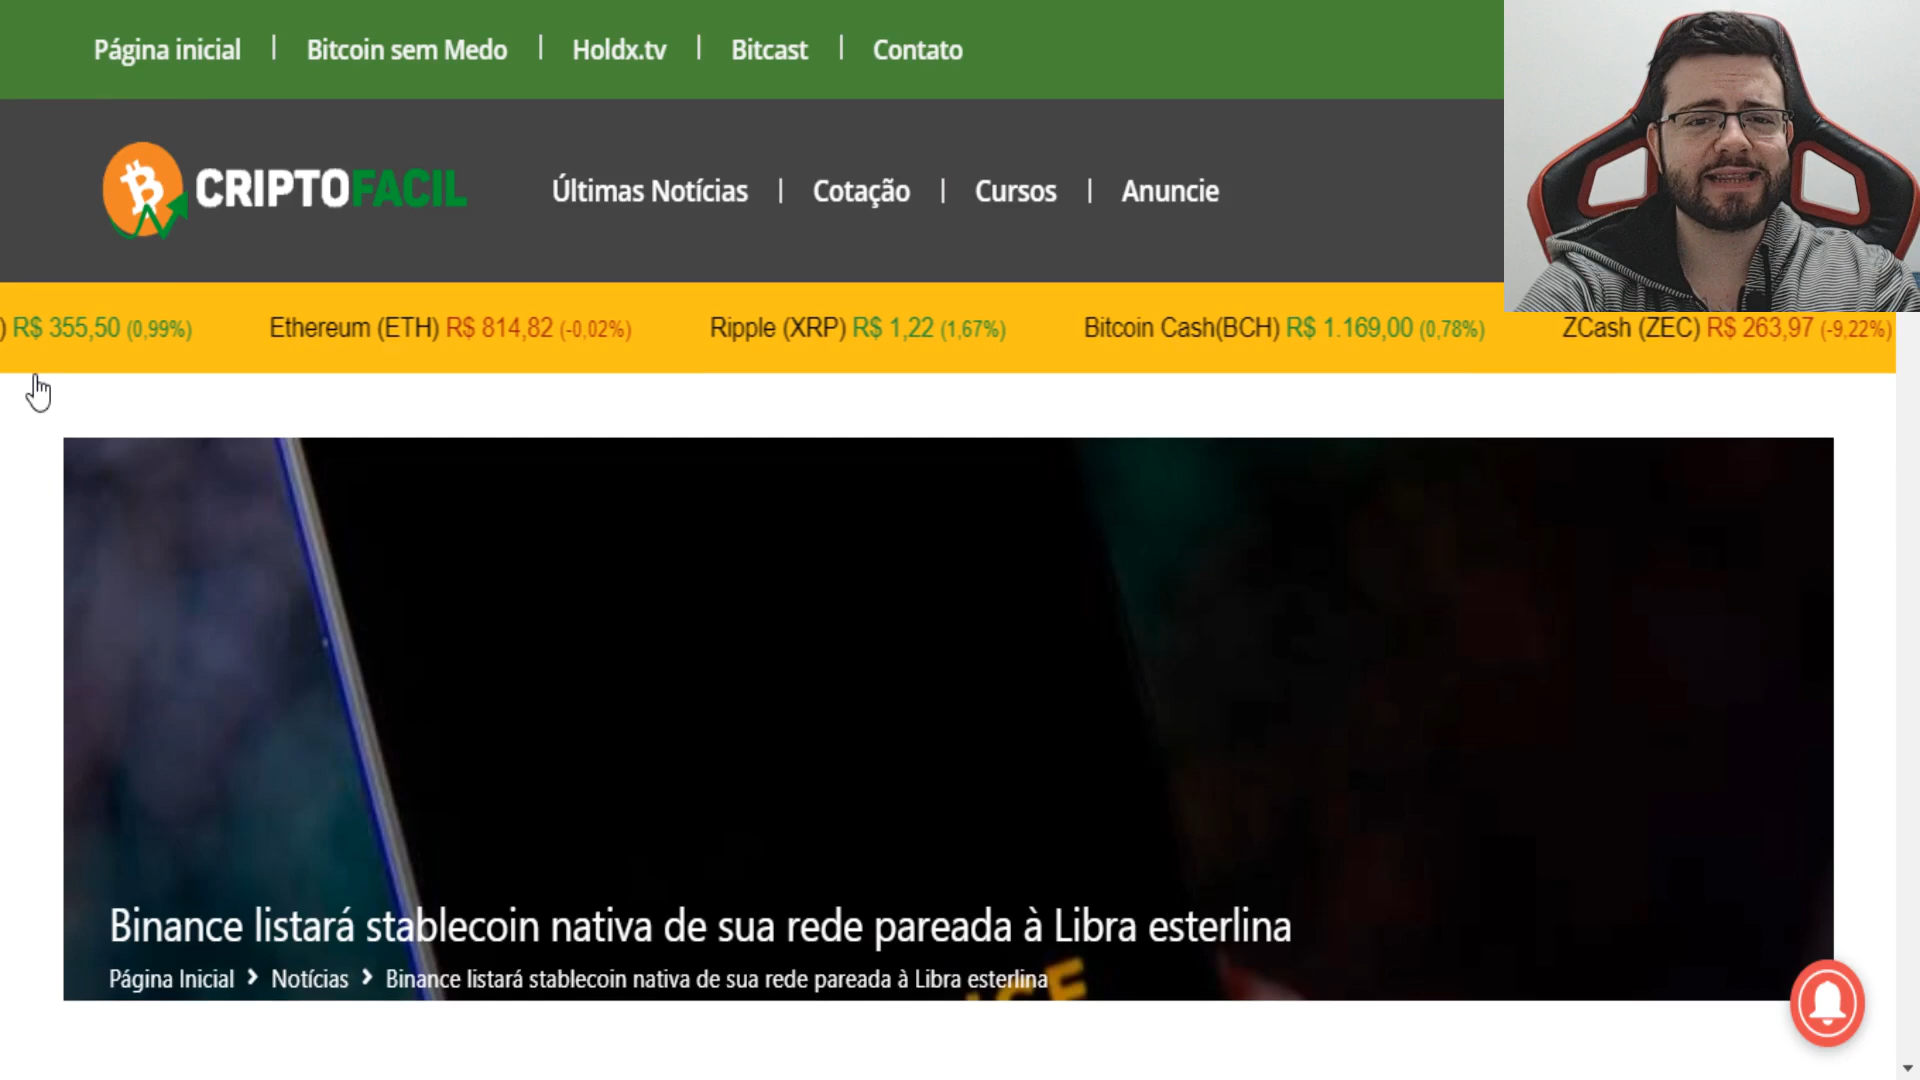 Página inicial | Bitcoin sem Medo | Holdx.tv | Bitcast | Contato
CRIPTOFACIL
Últimas Notícias | Cotação | Cursos | Anuncie
) R$ 355,50 (0,99%) Ethereum (ETH) R$ 814,82 (-0,02%) Ripple (XRP) R$ 1,22 (1,67%) Bitcoin Cash(BCH) R$ 1.169,00 (0,78%) ZCash (ZEC) R$ 263,97 (-9,22%)
Binance listará stablecoin nativa de sua rede pareada à Libra esterlina
Página Inicial > Notícias > Binance listará stablecoin nativa de sua rede pareada à Libra esterlina